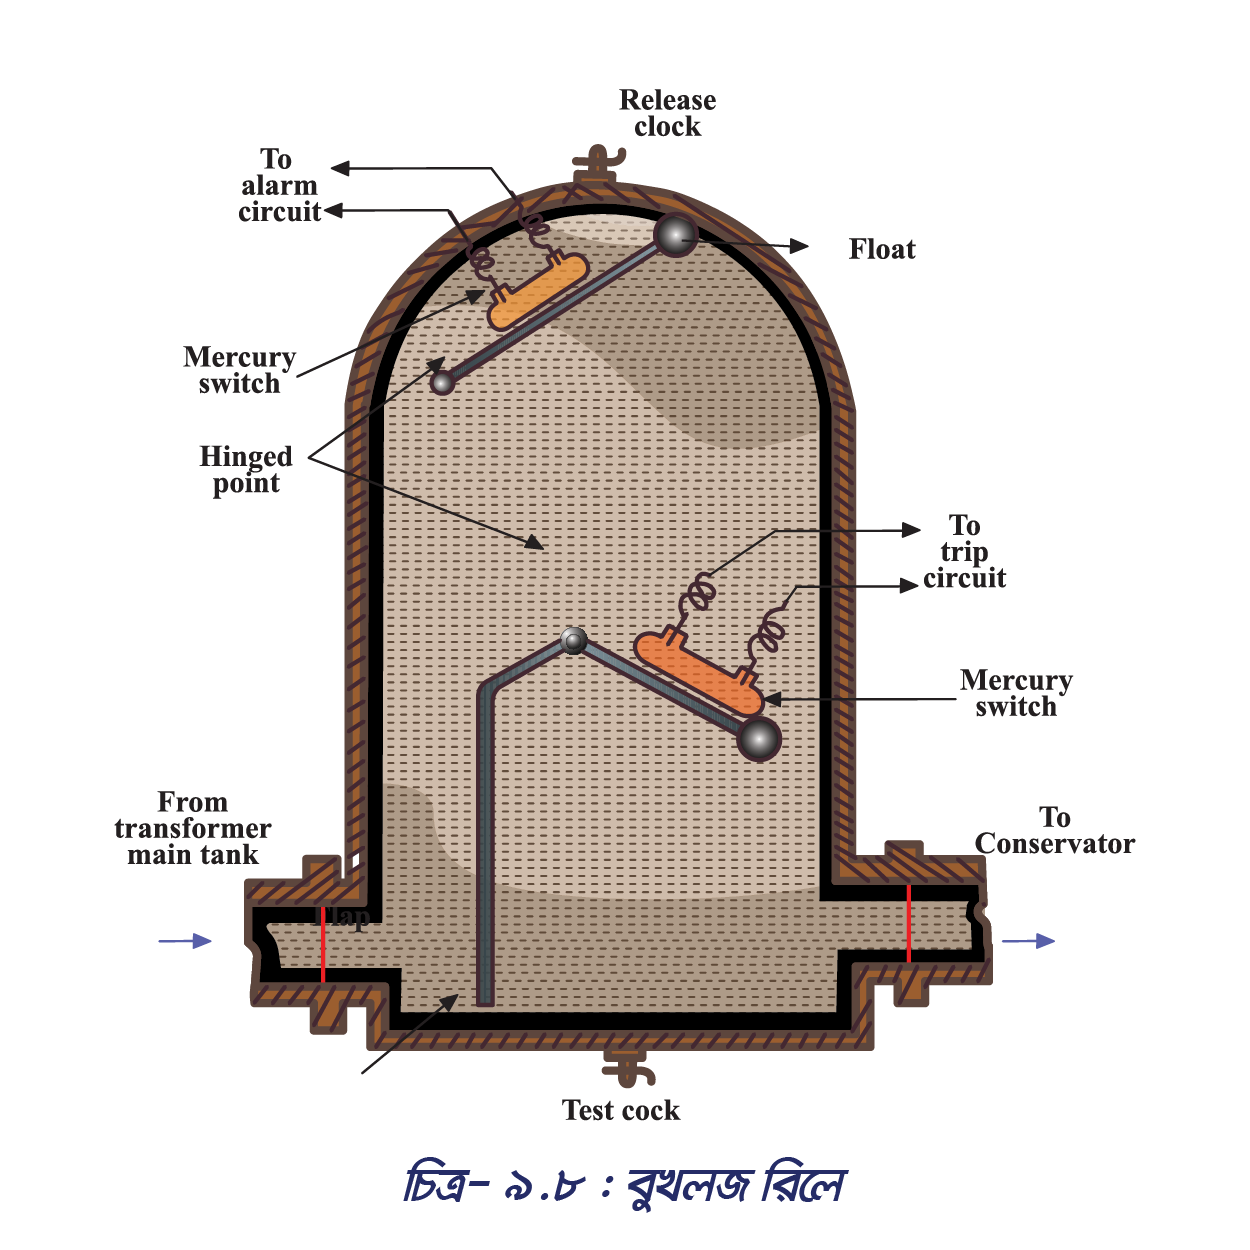 Release
clock
To
alarm
circuit
Float
Mercury
switch
Hinged
point
To
trip
circuit
Mercury
switch
From
transformer
main tank
To
Conservator
Flap
Test cock
চিত্র- ৯.৮ : বুখলজ রিলে